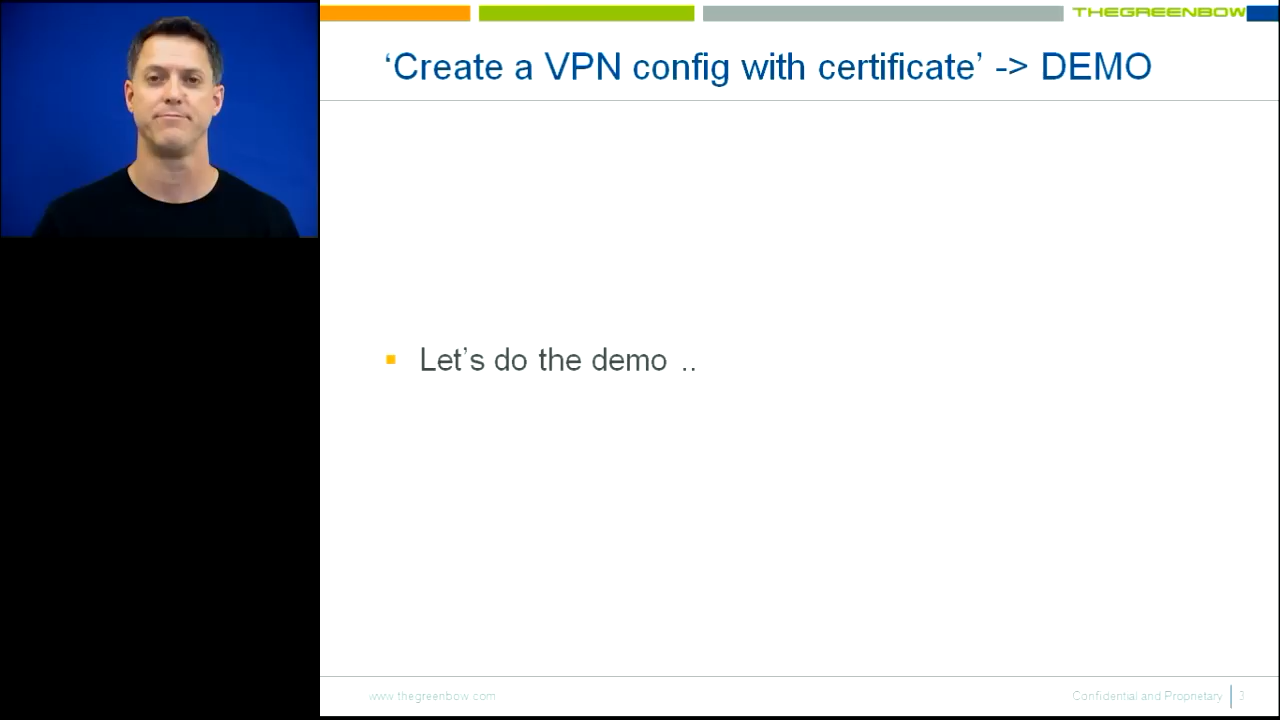 THEGREENBOW
‘Create a VPN config with certificate’ -> DEMO
▪ Let’s do the demo ..
www.thegreenbow.com
Confidential and Proprietary | 3